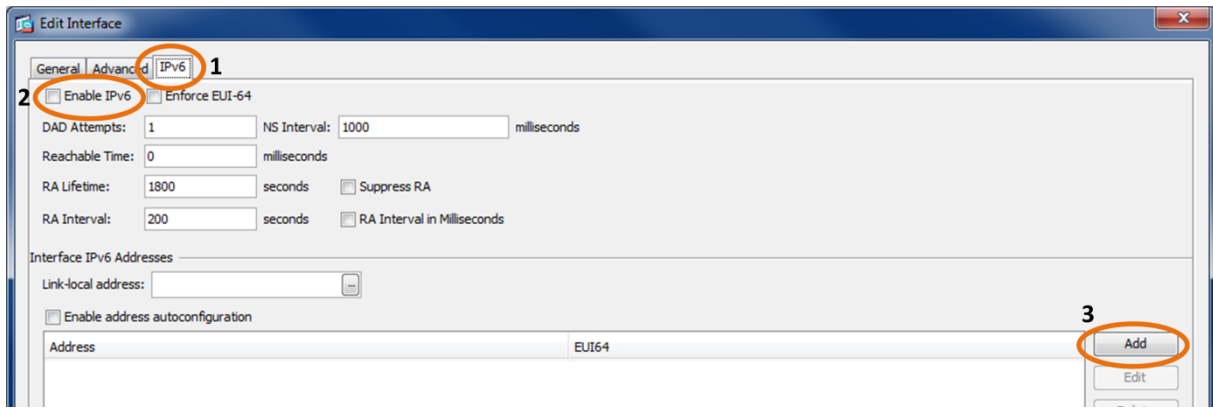 Edit Interface
General Advanced IPv6 1
2 Enable IPv6 Enforce EUI-64
DAD Attempts: 1 NS Interval: 1000 milliseconds
Reachable Time: 0 milliseconds
RA Lifetime: 1800 seconds Suppress RA
RA Interval: 200 seconds RA Interval in Milliseconds
Interface IPv6 Addresses
Link-local address: ...
Enable address autoconfiguration
3
Address EUI64 Add
Edit